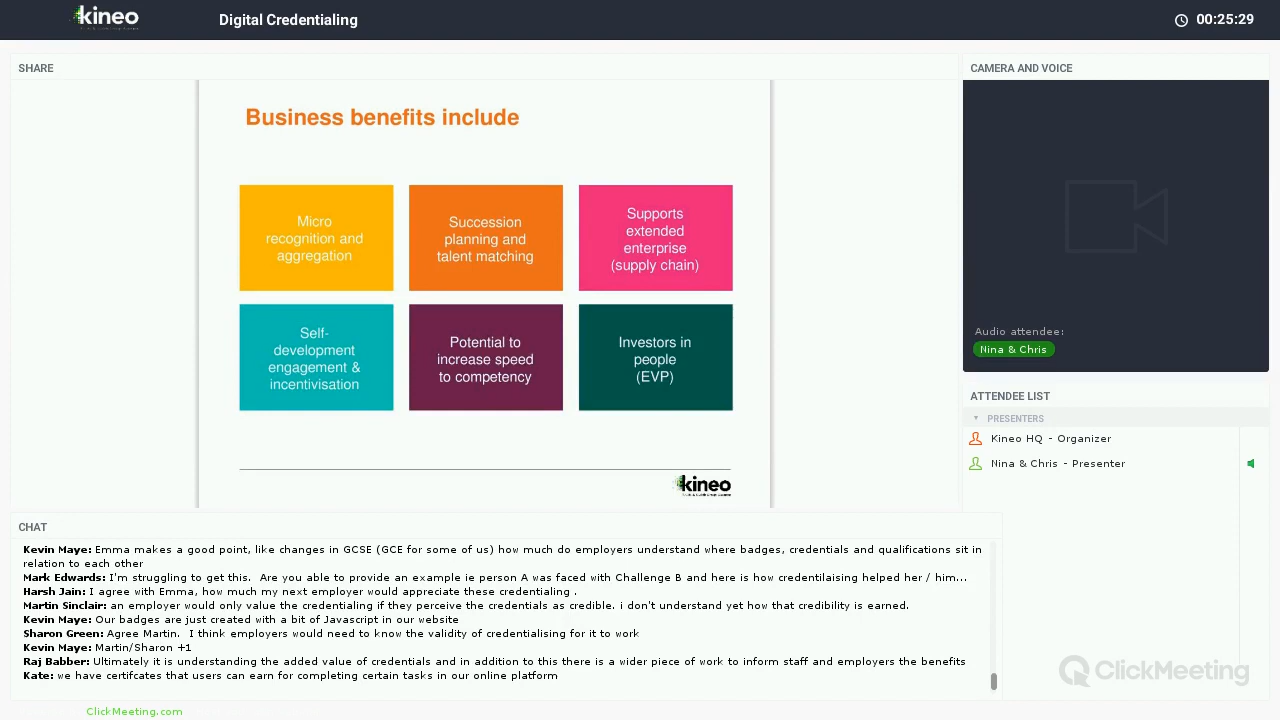 kineo
Digital Credentialing
00:25:29
SHARE
CAMERA AND VOICE
Business benefits include
Micro
recognition and
aggregation
Succession
planning and
talent matching
Supports
extended
enterprise
(supply chain)
Self-
development
engagement &
incentivisation
Potential to
increase speed
to competency
Investors in
people
(EVP)
kineo
Audio attendee:
Nina & Chris
ATTENDEE LIST
PRESENTERS
Kineo HQ - Organizer
Nina & Chris - Presenter
CHAT
Kevin Maye: Emma makes a good point, like changes in GCSE (GCE for some of us) how much do employers understand where badges, credentials and qualifications sit in
relation to each other
Mark Edwards: I'm struggling to get this.  Are you able to provide an example ie person A was faced with Challenge B and here is how credentilaising helped her / him...
Harsh Jain: I agree with Emma, how much my next employer would appreciate these credentialing .
Martin Sinclair: an employer would only value the credentialing if they perceive the credentials as credible. i don't understand yet how that credibility is earned.
Kevin Maye: Our badges are just created with a bit of Javascript in our website
Sharon Green: Agree Martin.  I think employers would need to know the validity of credentialising for it to work
Kevin Maye: Martin/Sharon +1
Raj Babber: Ultimately it is understanding the added value of credentials and in addition to this there is a wider piece of work to inform staff and employers the benefits
Kate: we have certifcates that users can earn for completing certain tasks in our online platform
ClickMeeting
ClickMeeting.com